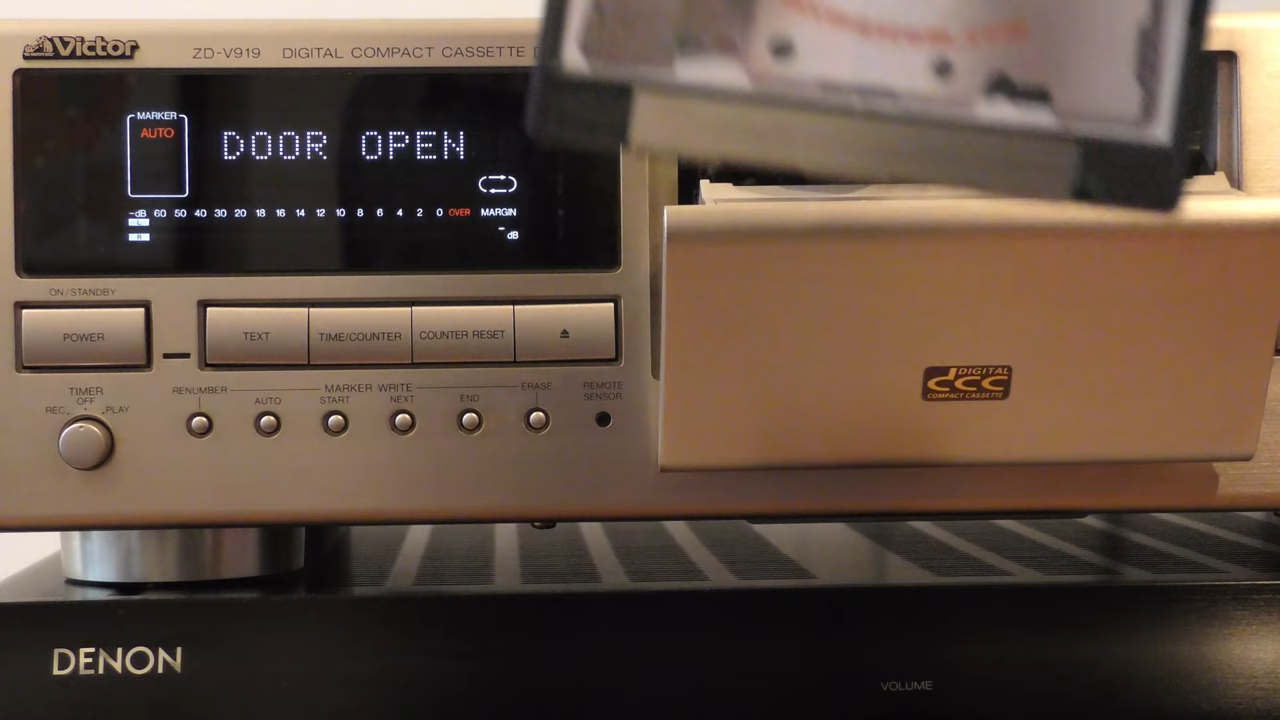 Victor
ZD-V919 DIGITAL COMPACT CASSETTE
MARKER
AUTO
DOOR OPEN
-dB 60 50 40 30 20 18 16 14 12 10 8 6 4 2 0 OVER MARGIN
L
R
- dB
ON/STANDBY
POWER
TEXT
TIME/COUNTER
COUNTER RESET
TIMER
OFF
REC
PLAY
RENUMBER
MARKER WRITE
AUTO
START
NEXT
END
ERASE
REMOTE
SENSOR
DIGITAL
dcc
COMPACT CASSETTE
DENON
VOLUME